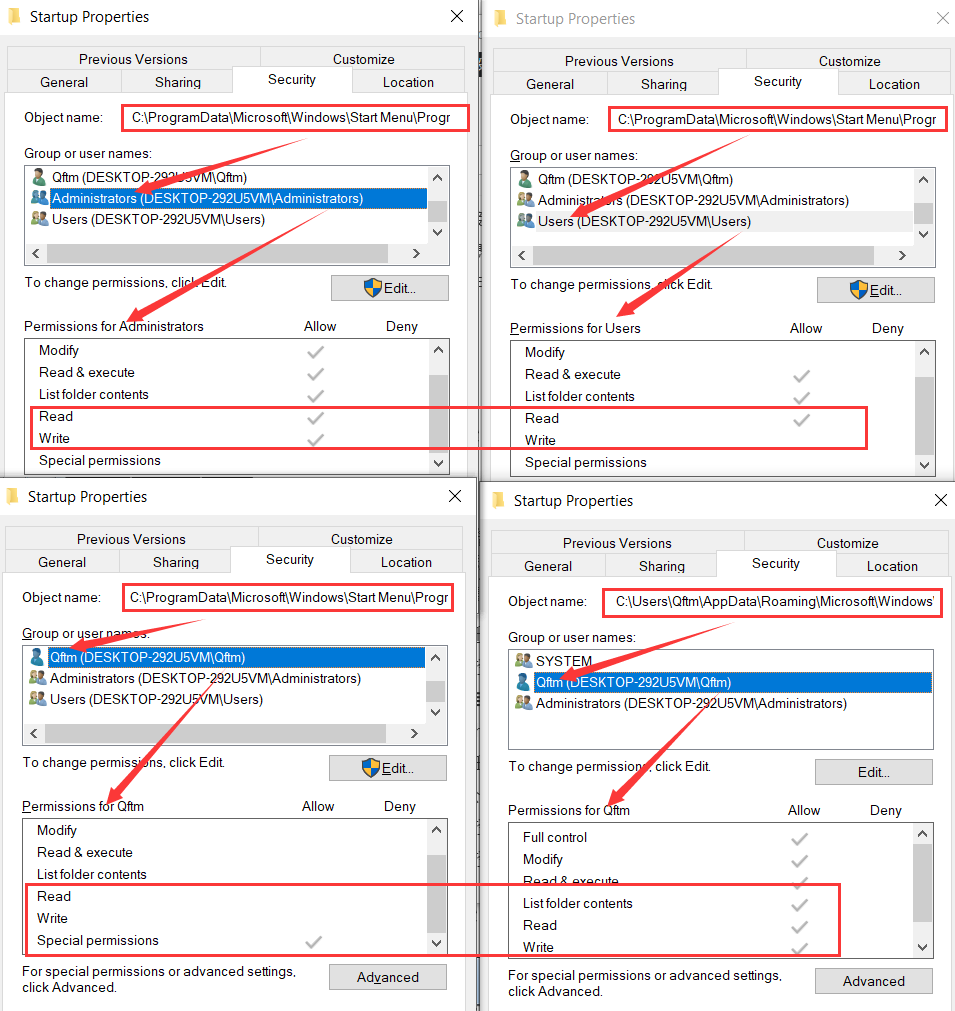 Startup Properties
Previous Versions Customize
General Sharing Security Location
Object name: C:\ProgramData\Microsoft\Windows\Start Menu\Progr
Group or user names:
Qftm (DESKTOP-292U5VM\Qftm)
Administrators (DESKTOP-292U5VM\Administrators)
Users (DESKTOP-292U5VM\Users)
To change permissions, click Edit.
Edit...
Permissions for Administrators Allow Deny
Modify
Read & execute
List folder contents
Read
Write
Special permissions
Startup Properties
Previous Versions Customize
General Sharing Security Location
Object name: C:\ProgramData\Microsoft\Windows\Start Menu\Progr
Group or user names:
Qftm (DESKTOP-292U5VM\Qftm)
Administrators (DESKTOP-292U5VM\Administrators)
Users (DESKTOP-292U5VM\Users)
To change permissions, click Edit.
Edit...
Permissions for Users Allow Deny
Modify
Read & execute
List folder contents
Read
Write
Special permissions
Startup Properties
Previous Versions Customize
General Sharing Security Location
Object name: C:\ProgramData\Microsoft\Windows\Start Menu\Progr
Group or user names:
Qftm (DESKTOP-292U5VM\Qftm)
Administrators (DESKTOP-292U5VM\Administrators)
Users (DESKTOP-292U5VM\Users)
To change permissions, click Edit.
Edit...
Permissions for Qftm Allow Deny
Modify
Read & execute
List folder contents
Read
Write
Special permissions
For special permissions or advanced settings,
click Advanced.
Advanced
Startup Properties
Previous Versions Customize
General Sharing Security Location
Object name: C:\Users\Qftm\AppData\Roaming\Microsoft\Windows\
Group or user names:
SYSTEM
Qftm (DESKTOP-292U5VM\Qftm)
Administrators (DESKTOP-292U5VM\Administrators)
To change permissions, click Edit.
Edit...
Permissions for Qftm Allow Deny
Full control
Modify
Read & execute
List folder contents
Read
Write
For special permissions or advanced settings,
click Advanced.
Advanced